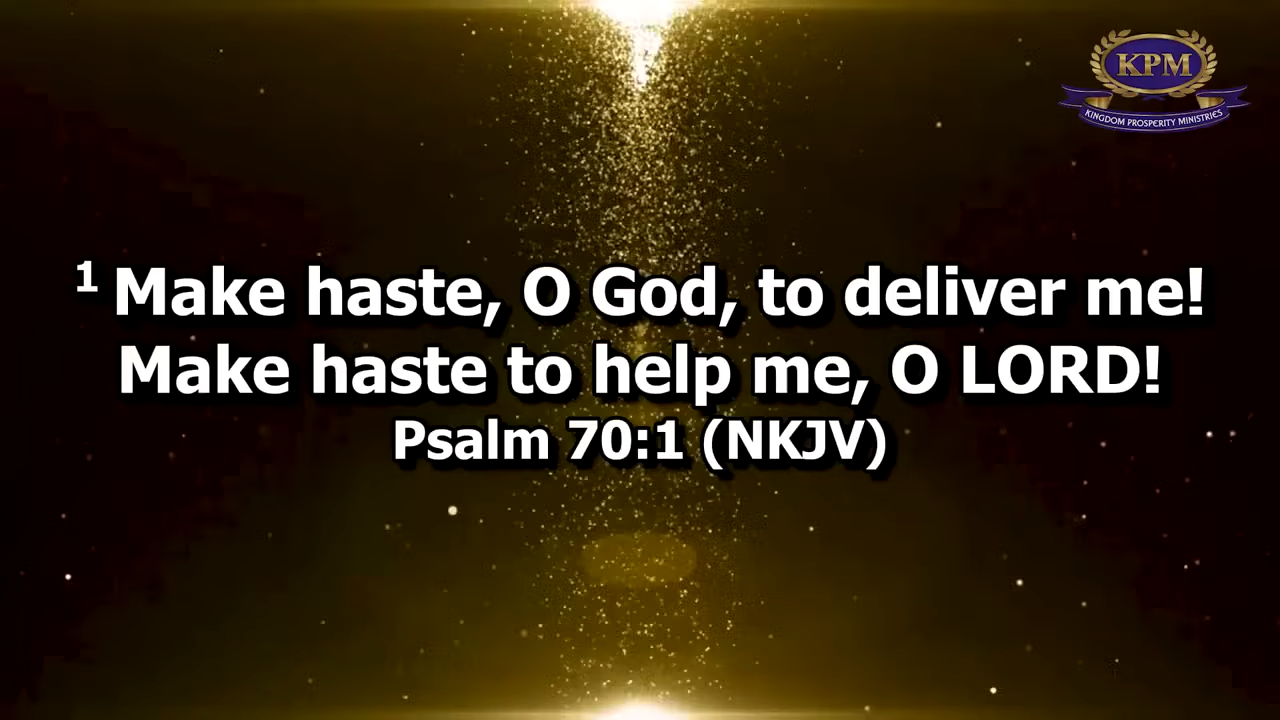 KPM
KINGDOM PROSPERITY MINISTRIES
1 Make haste, O God, to deliver me!
Make haste to help me, O LORD!
Psalm 70:1 (NKJV)